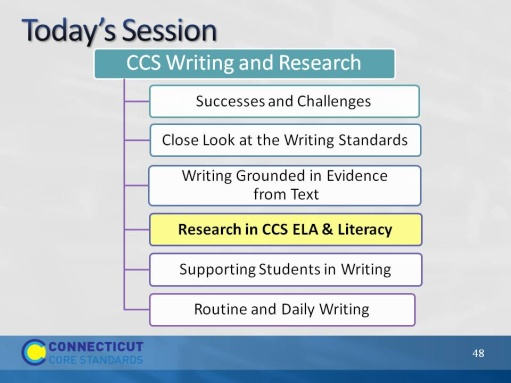 Today's Session
CCS Writing and Research
Successes and Challenges
Close Look at the Writing Standards
Writing Grounded in Evidence
from Text
Research in CCS ELA & Literacy
Supporting Students in Writing
Routine and Daily Writing
CONNECTICUT
CORE STANDARDS
48